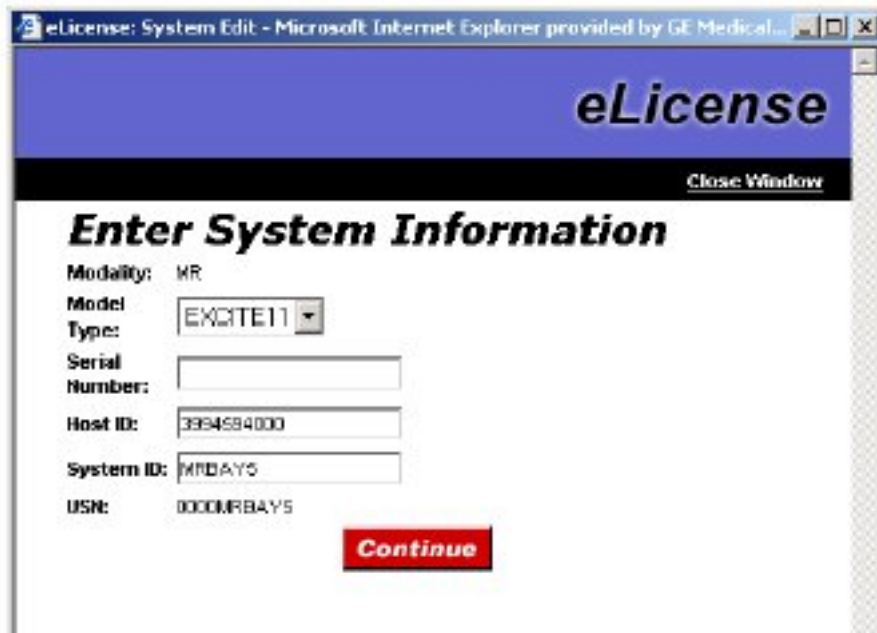 eLicense: System Edit - Microsoft Internet Explorer provided by GE Medical...
eLicense
Close Window
Enter System Information
Modality: MR
Model
Type: EXCITE11
Serial
Number:
Host ID: 3994594000
System ID: MRBAY5
USN: 0000MRBAY5
Continue